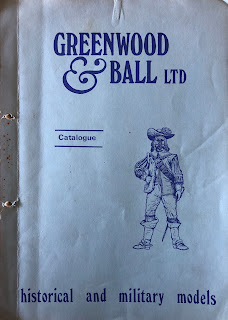 GREENWOOD
& BALL LTD
Catalogue
historical and military models